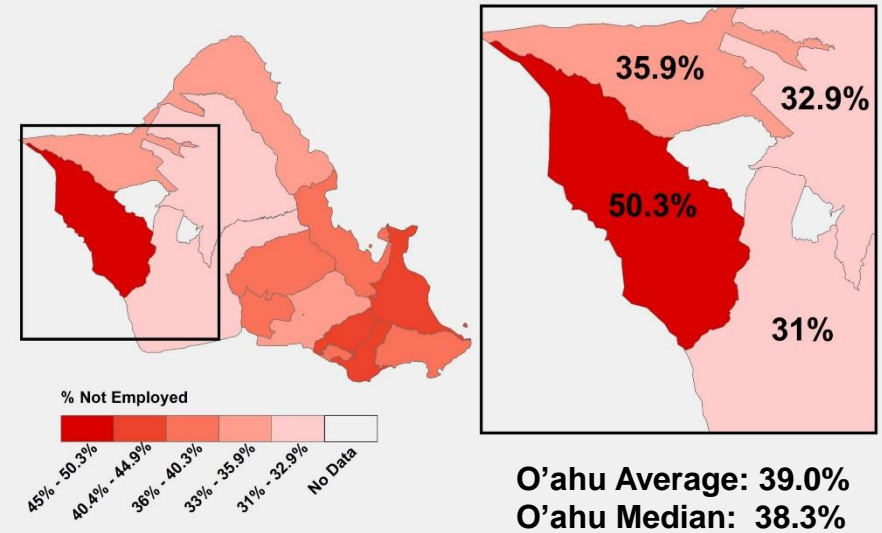 35.9%
32.9%
50.3%
31%
% Not Employed
45% - 50.3%
40.4% - 44.9%
36% - 40.3%
33% - 35.9%
31% - 32.9%
No Data
O’ahu Average: 39.0%
O’ahu Median: 38.3%